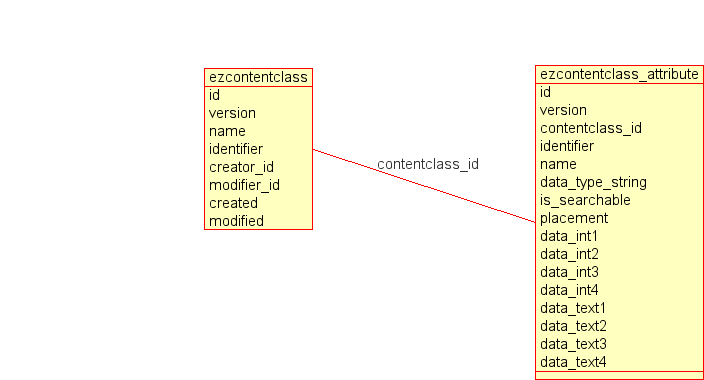 ezcontentclass
id
version
name
identifier
creator_id
modifier_id
created
modified
contentclass_id
ezcontentclass_attribute
id
version
contentclass_id
identifier
name
data_type_string
is_searchable
placement
data_int1
data_int2
data_int3
data_int4
data_text1
data_text2
data_text3
data_text4